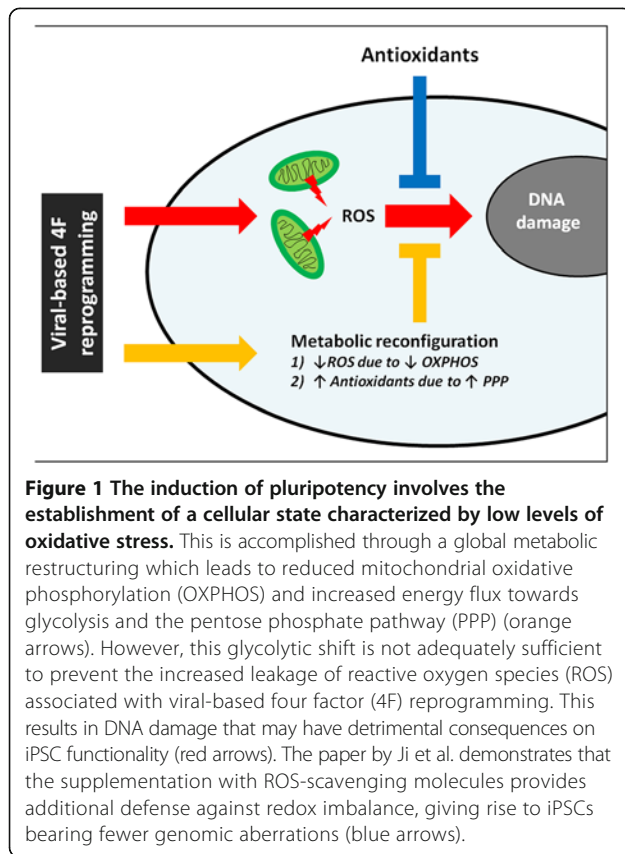 Antioxidants
Viral-based 4F
reprogramming
ROS
DNA
damage
Metabolic reconfiguration
1) ↓ROS due to ↓ OXPHOS
2) ↑ Antioxidants due to ↑ PPP
Figure 1 The induction of pluripotency involves the
establishment of a cellular state characterized by low levels of
oxidative stress. This is accomplished through a global metabolic
restructuring which leads to reduced mitochondrial oxidative
phosphorylation (OXPHOS) and increased energy flux towards
glycolysis and the pentose phosphate pathway (PPP) (orange
arrows). However, this glycolytic shift is not adequately sufficient
to prevent the increased leakage of reactive oxygen species (ROS)
associated with viral-based four factor (4F) reprogramming. This
results in DNA damage that may have detrimental consequences on
iPSC functionality (red arrows). The paper by Ji et al. demonstrates that
the supplementation with ROS-scavenging molecules provides
additional defense against redox imbalance, giving rise to iPSCs
bearing fewer genomic aberrations (blue arrows).